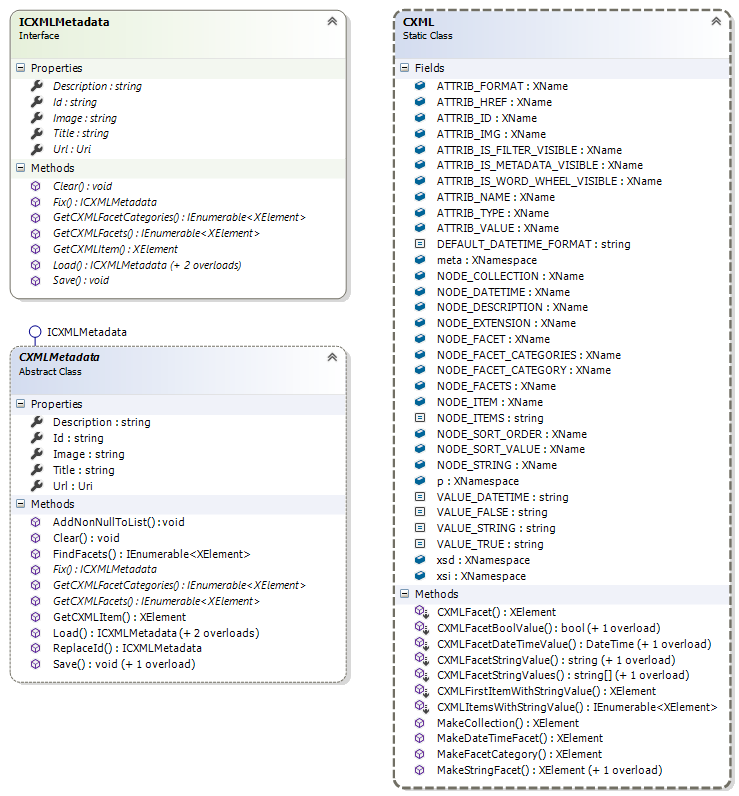 ICXMLMetadata
Interface
Properties
Description : string
Id : string
Image : string
Title : string
Url : Uri
Methods
Clear() : void
Fix() : ICXMLMetadata
GetCXMLFacetCategories() : IEnumerable<XElement>
GetCXMLFacets() : IEnumerable<XElement>
GetCXMLItem() : XElement
Load() : ICXMLMetadata (+ 2 overloads)
Save() : void
ICXMLMetadata
CXMLMetadata
Abstract Class
Properties
Description : string
Id : string
Image : string
Title : string
Url : Uri
Methods
AddNonNullToList() : void
Clear() : void
FindFacets() : IEnumerable<XElement>
Fix() : ICXMLMetadata
GetCXMLFacetCategories() : IEnumerable<XElement>
GetCXMLFacets() : IEnumerable<XElement>
GetCXMLItem() : XElement
Load() : ICXMLMetadata (+ 2 overloads)
ReplaceId() : ICXMLMetadata
Save() : void (+ 1 overload)
CXML
Static Class
Fields
ATTRIB_FORMAT : XName
ATTRIB_HREF : XName
ATTRIB_ID : XName
ATTRIB_IMG : XName
ATTRIB_IS_FILTER_VISIBLE : XName
ATTRIB_IS_METADATA_VISIBLE : XName
ATTRIB_IS_WORD_WHEEL_VISIBLE : XName
ATTRIB_NAME : XName
ATTRIB_TYPE : XName
ATTRIB_VALUE : XName
DEFAULT_DATETIME_FORMAT : string
meta : XNamespace
NODE_COLLECTION : XName
NODE_DATETIME : XName
NODE_DESCRIPTION : XName
NODE_EXTENSION : XName
NODE_FACET : XName
NODE_FACET_CATEGORIES : XName
NODE_FACET_CATEGORY : XName
NODE_FACETS : XName
NODE_ITEM : XName
NODE_ITEMS : string
NODE_SORT_ORDER : XName
NODE_SORT_VALUE : XName
NODE_STRING : XName
p : XNamespace
VALUE_DATETIME : string
VALUE_FALSE : string
VALUE_STRING : string
VALUE_TRUE : string
xsd : XNamespace
xsi : XNamespace
Methods
CXMLFacet() : XElement
CXMLFacetBoolValue() : bool (+ 1 overload)
CXMLFacetDateTimeValue() : DateTime (+ 1 overload)
CXMLFacetStringValue() : string (+ 1 overload)
CXMLFacetStringValues() : string[] (+ 1 overload)
CXMLFirstItemWithStringValue() : XElement
CXMLItemsWithStringValue() : IEnumerable<XElement>
MakeCollection() : XElement
MakeDateTimeFacet() : XElement
MakeFacetCategory() : XElement
MakeStringFacet() : XElement (+ 1 overload)